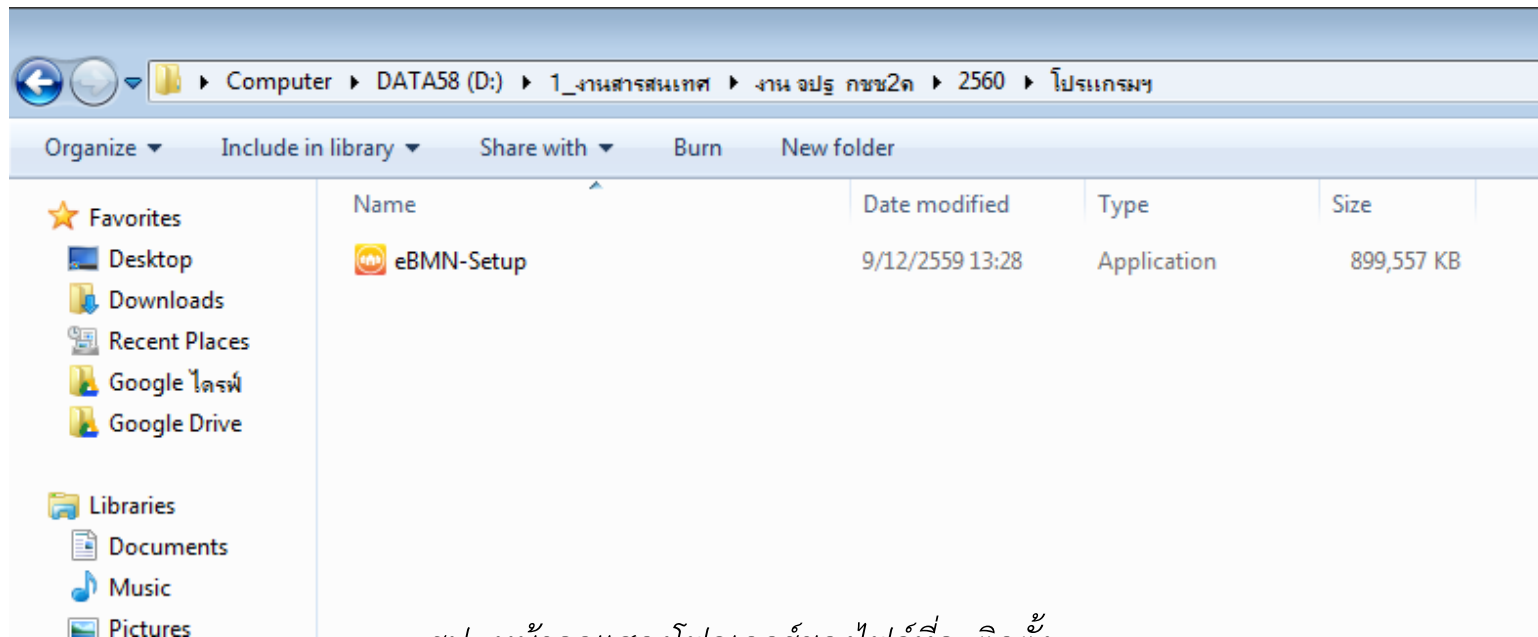 Computer ▸ DATA58 (D:) ▸ 1_งานสารสนเทศ ▸ งาน จปฐ กชช2ค ▸ 2560 ▸ โปรแกรมฯ
Organize Include in library Share with Burn New folder
Name Date modified Type Size
Favorites
eBMN-Setup 9/12/2559 13:28 Application 899,557 KB
Desktop
Downloads
Recent Places
Google ไดรฟ์
Google Drive
Libraries
Documents
Music
Pictures